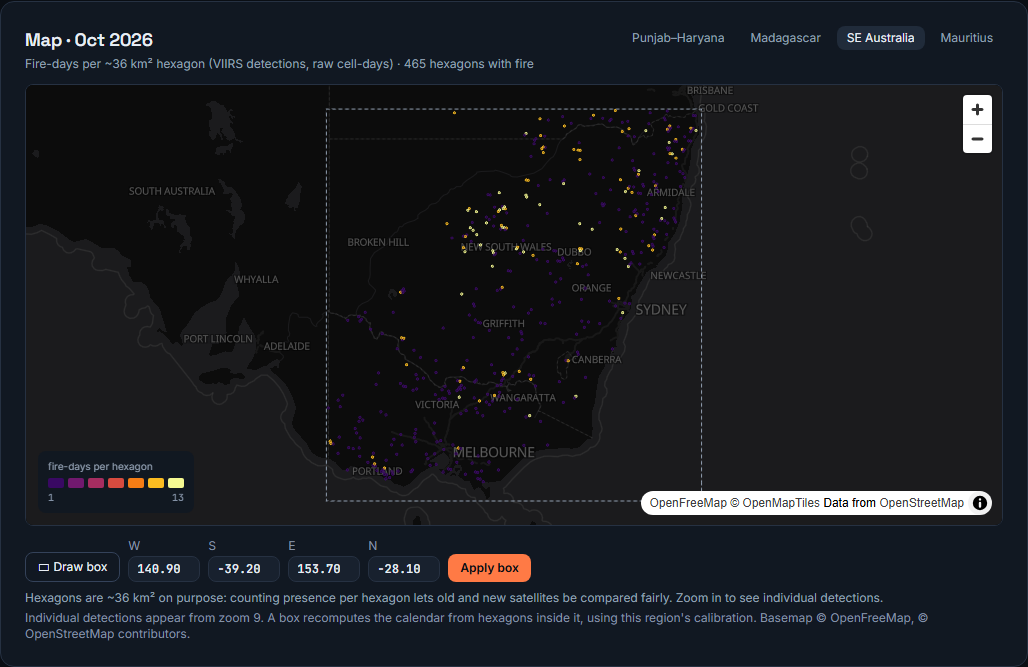 Map · Oct 2026
Punjab–Haryana Madagascar SE Australia Mauritius
Fire-days per ~36 km² hexagon (VIIRS detections, raw cell-days) · 465 hexagons with fire
BRISBANE
GOLD COAST
+
−
SOUTH AUSTRALIA
ARMIDALE
BROKEN HILL
NEW SOUTH WALES
DUBBO
WHYALLA
NEWCASTLE
ORANGE
SYDNEY
GRIFFITH
PORT LINCOLN
ADELAIDE
CANBERRA
VICTORIA
WANGARATTA
MELBOURNE
PORTLAND
fire-days per hexagon
1 13
OpenFreeMap © OpenMapTiles Data from OpenStreetMap
W S E N
Draw box 140.90 -39.20 153.70 -28.10 Apply box
Hexagons are ~36 km² on purpose: counting presence per hexagon lets old and new satellites be compared fairly. Zoom in to see individual detections.
Individual detections appear from zoom 9. A box recomputes the calendar from hexagons inside it, using this region's calibration. Basemap © OpenFreeMap, ©
OpenStreetMap contributors.